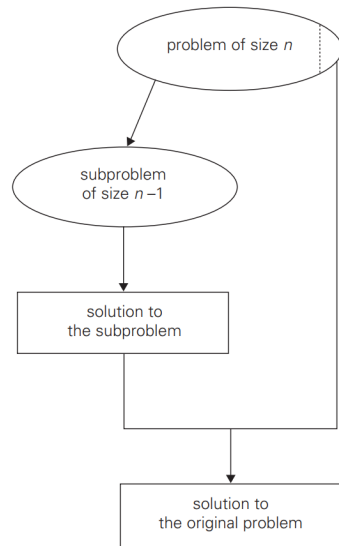 problem of size n
subproblem
of size n –1
solution to
the subproblem
solution to
the original problem